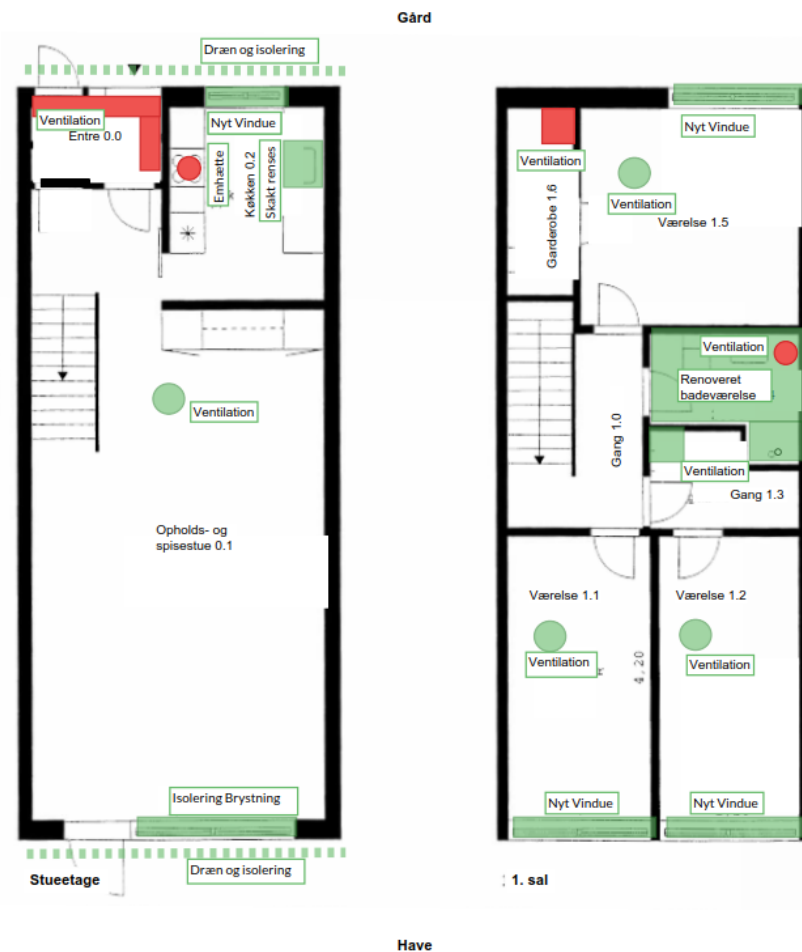 Gård
Dræn og isolering
Ventilation
Entre 0.0
Nyt Vindue
Emhætte
Køkken 0.2
Skakt renses
Ventilation
Opholds- og
spisestue 0.1
Isolering Brystning
Dræn og isolering
Stueetage
Nyt Vindue
Ventilation
Garderobe 1.6
Ventilation
Værelse 1.5
Ventilation
Renoveret
badeværelse
Gang 1.0
Ventilation
Gang 1.3
Værelse 1.1
Værelse 1.2
Ventilation
4,20
Ventilation
Nyt Vindue
Nyt Vindue
1. sal
Have